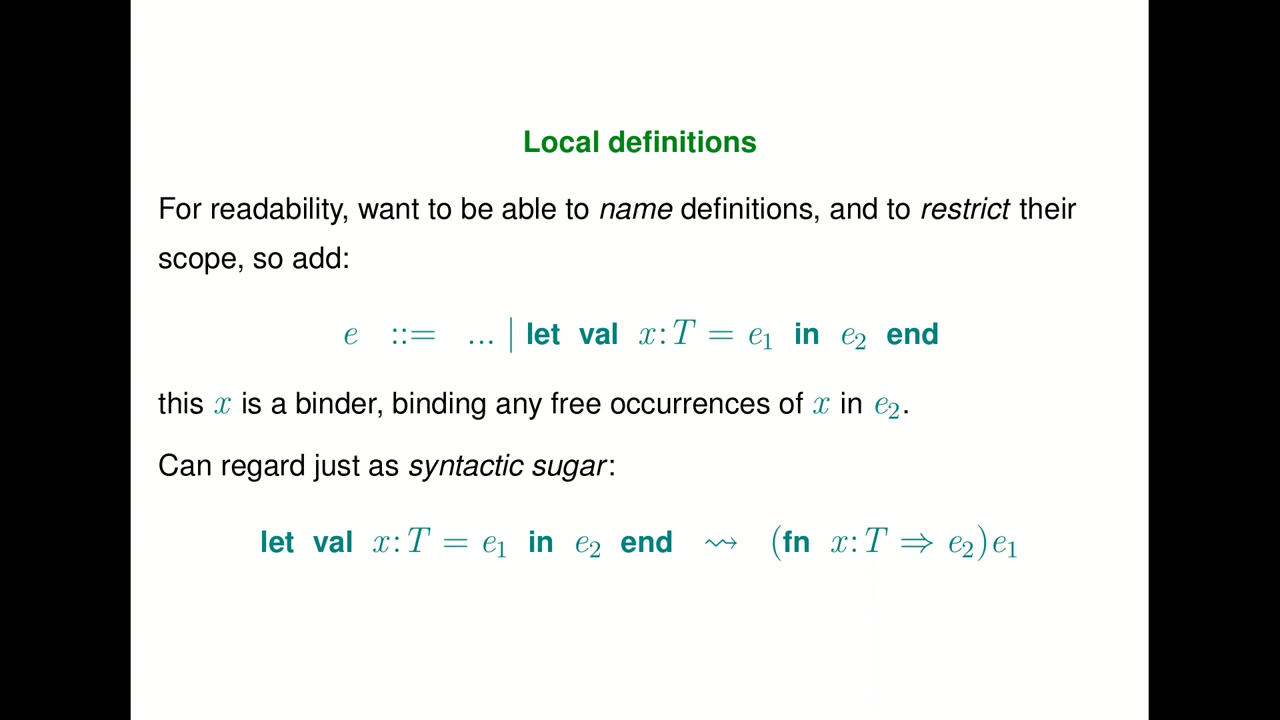 Local definitions
For readability, want to be able to name definitions, and to restrict their
scope, so add:
e ::= ... | let val x:T = e₁ in e₂ end
this x is a binder, binding any free occurrences of x in e₂.
Can regard just as syntactic sugar:
let val x:T = e₁ in e₂ end ⇝ (fn x:T ⇒ e₂)e₁